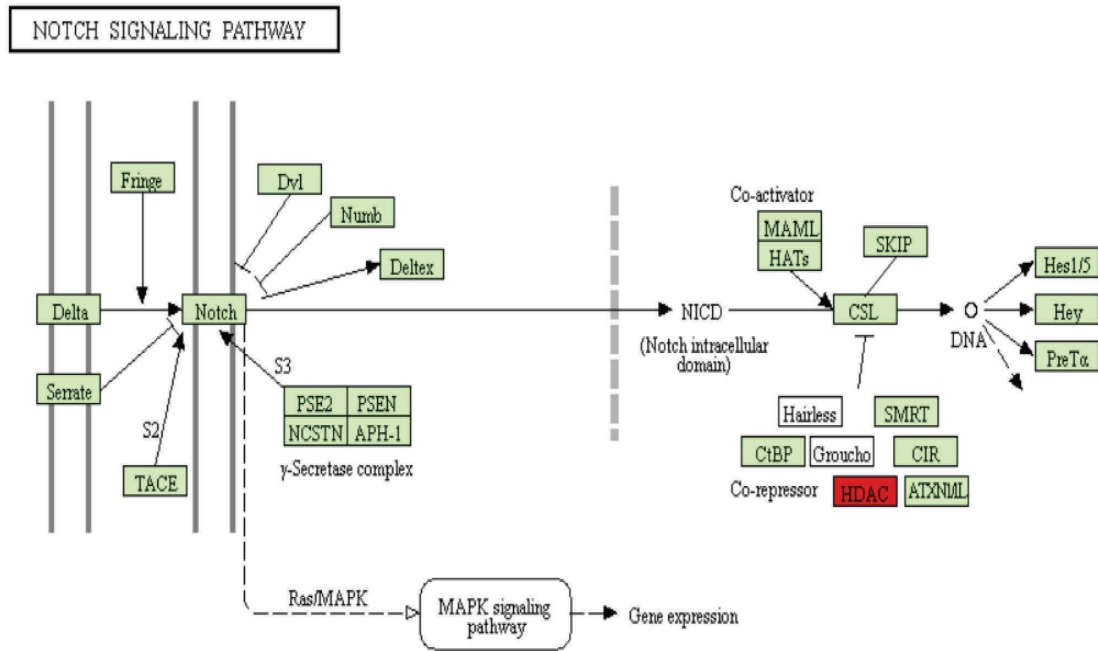 NOTCH SIGNALING PATHWAY
Fringe
Dvl
Numb
Deltex
Delta
Notch
Serrate
S2
TACE
S3
PSE2 PSEN
NCSTN APH-1
γ-Secretase complex
NICD
(Notch intracellular
domain)
Co-activator
MAML
HATs
SKIP
CSL
DNA
Hes1/5
Hey
PreTα
Hairless
SMRT
CtBP
Groucho
CIR
Co-repressor
HDAC
Ras/MAPK
MAPK signaling
pathway
Gene expression